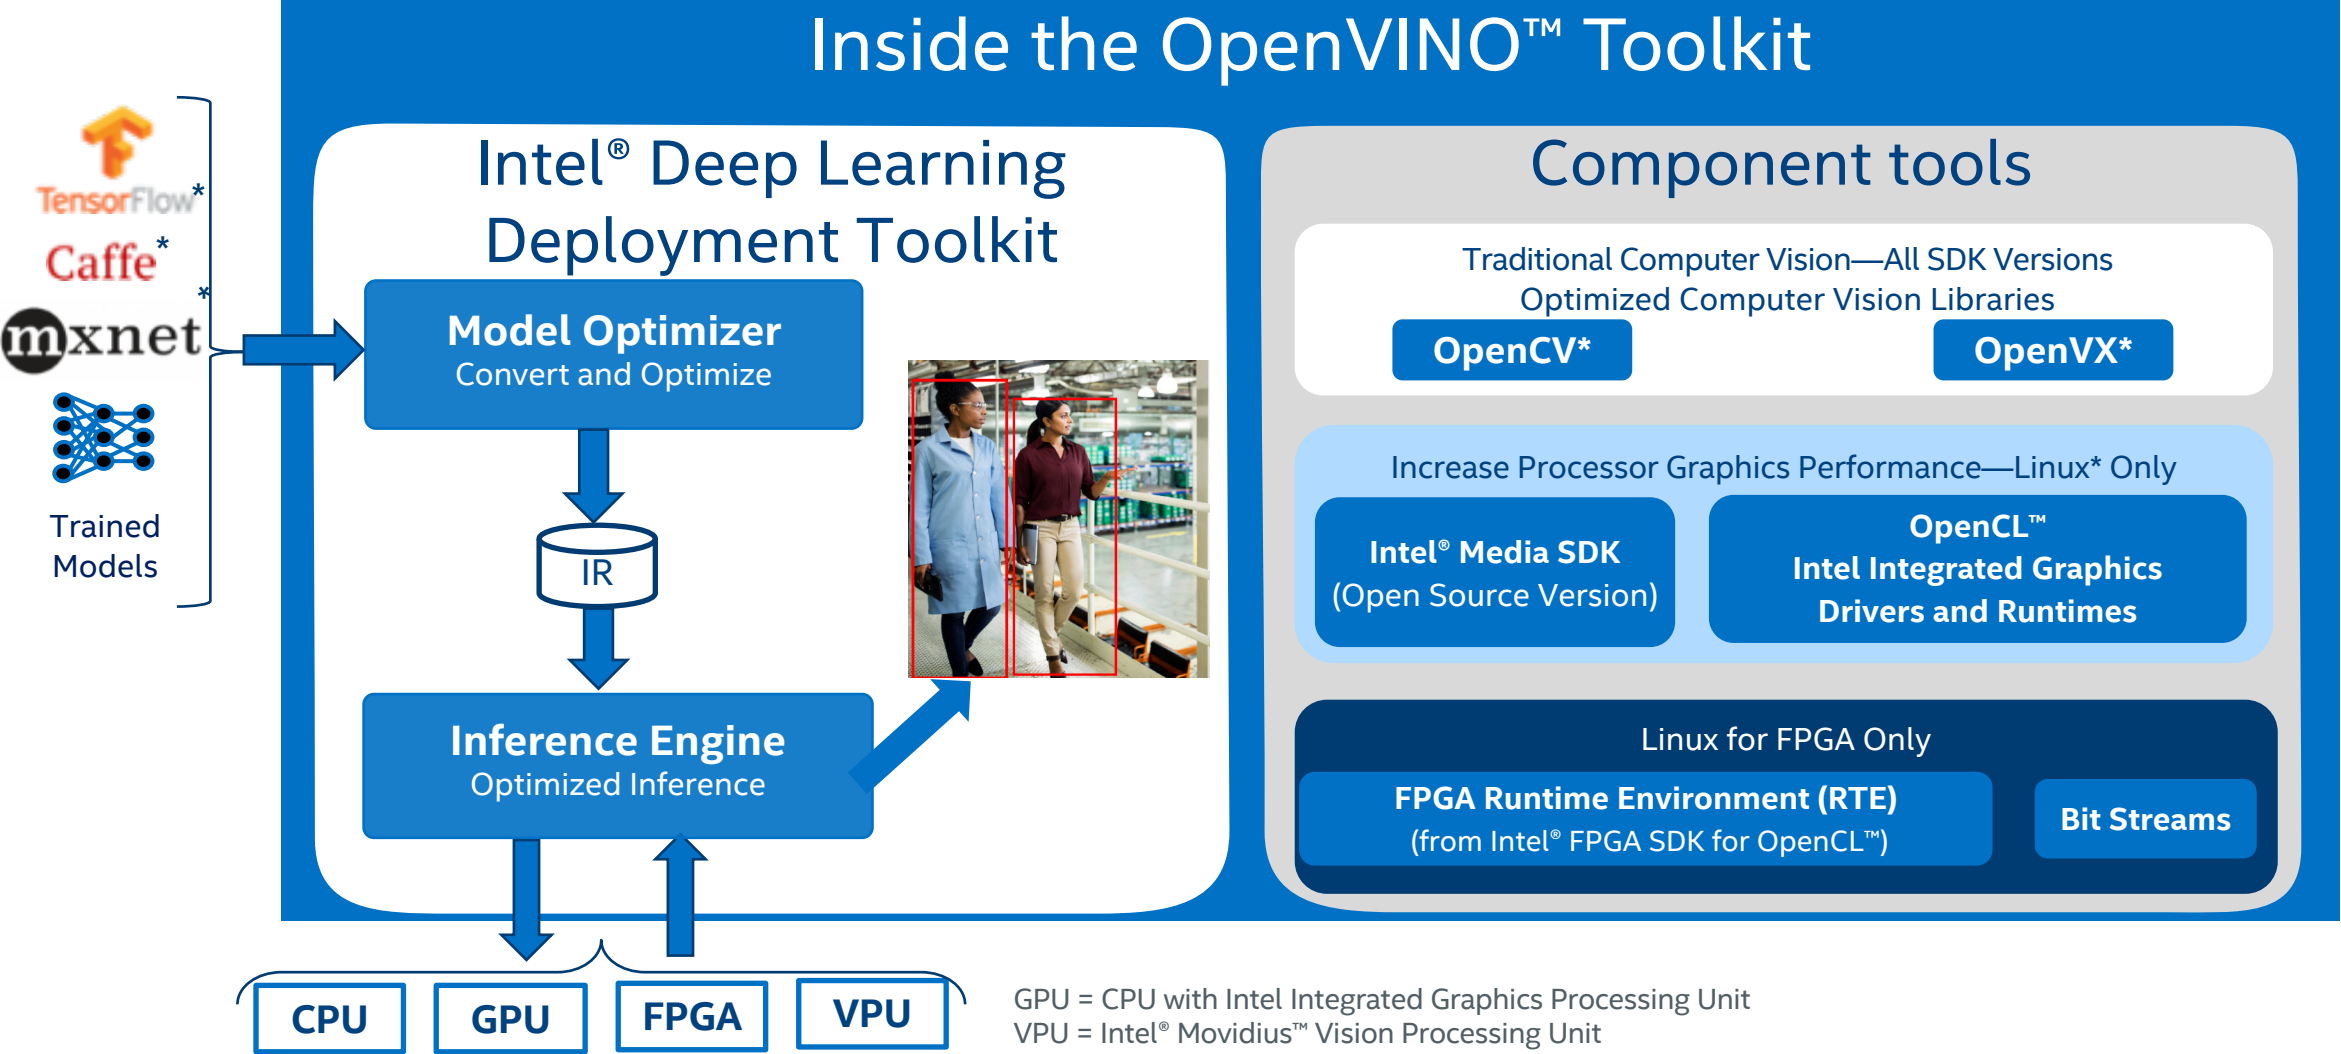 Inside the OpenVINO™ Toolkit
TensorFlow*
Caffe*
mxnet*
Trained
Models
Intel® Deep Learning
Deployment Toolkit
Model Optimizer
Convert and Optimize
IR
Inference Engine
Optimized Inference
CPU
GPU
FPGA
VPU
Component tools
Traditional Computer Vision—All SDK Versions
Optimized Computer Vision Libraries
OpenCV*
OpenVX*
Increase Processor Graphics Performance—Linux* Only
Intel® Media SDK
(Open Source Version)
OpenCL™
Intel Integrated Graphics
Drivers and Runtimes
Linux for FPGA Only
FPGA Runtime Environment (RTE)
(from Intel® FPGA SDK for OpenCL™)
Bit Streams
GPU = CPU with Intel Integrated Graphics Processing Unit
VPU = Intel® Movidius™ Vision Processing Unit